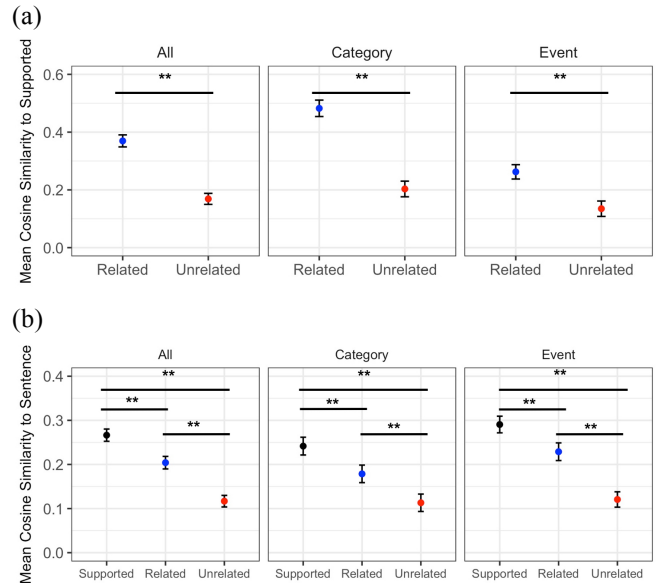 (a)
All Category Event
Mean Cosine Similarity to Supported
0.6
0.4
0.2
0.0
** ** **
Related Unrelated Related Unrelated Related Unrelated
(b)
All Category Event
Mean Cosine Similarity to Sentence
0.4
0.3
0.2
0.1
0.0
** ** **
** ** **
** ** **
Supported Related Unrelated Supported Related Unrelated Supported Related Unrelated